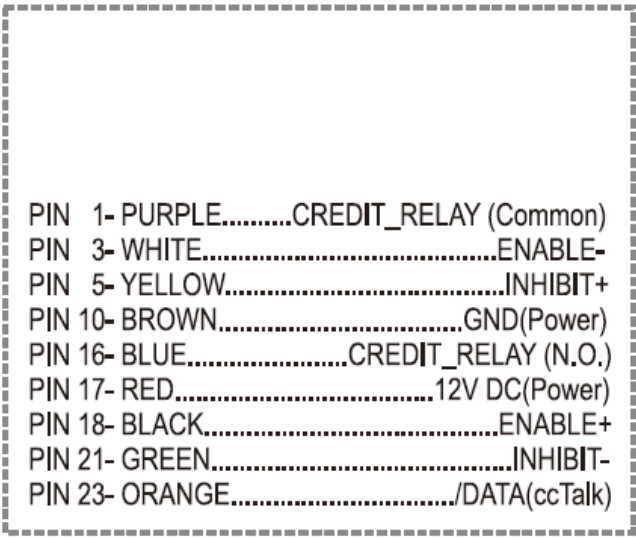 PIN 1- PURPLE..........CREDIT_RELAY (Common)
PIN 3- WHITE............................................ENABLE-
PIN 5- YELLOW..........................................INHIBIT+
PIN 10- BROWN.....................................GND(Power)
PIN 16- BLUE........................CREDIT_RELAY (N.O.)
PIN 17- RED.......................................12V DC(Power)
PIN 18- BLACK............................................ENABLE+
PIN 21- GREEN.............................................INHIBIT-
PIN 23- ORANGE................................../DATA(ccTalk)